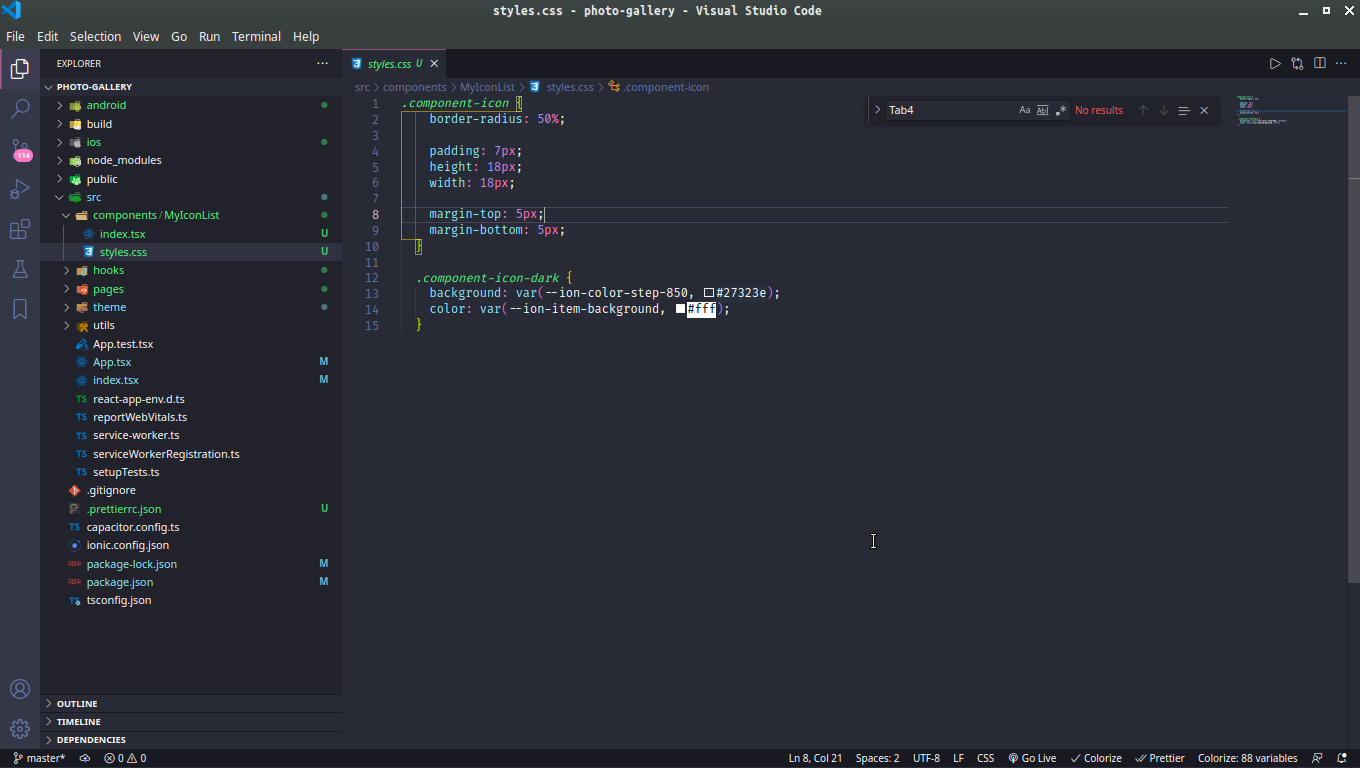 styles.css - photo-gallery - Visual Studio Code
File Edit Selection View Go Run Terminal Help
EXPLORER
PHOTO-GALLERY
android
build
ios
node_modules
public
src
components / MyIconList
index.tsx U
styles.css U
hooks
pages
theme
utils
App.test.tsx
App.tsx M
index.tsx M
react-app-env.d.ts
reportWebVitals.ts
service-worker.ts
serviceWorkerRegistration.ts
setupTests.ts
.gitignore
.prettierrc.json U
capacitor.config.ts
ionic.config.json
package-lock.json M
package.json M
tsconfig.json
OUTLINE
TIMELINE
DEPENDENCIES
114
styles.css U
src > components > MyIconList > styles.css > .component-icon
Tab4 Aa Abl .* No results
1 .component-icon {
2 border-radius: 50%;
3
4 padding: 7px;
5 height: 18px;
6 width: 18px;
7
8 margin-top: 5px;
9 margin-bottom: 5px;
10 }
11
12 .component-icon-dark {
13 background: var(--ion-color-step-850, #27323e);
14 color: var(--ion-item-background, #fff);
15 }
master* 0 0 Ln 8, Col 21 Spaces: 2 UTF-8 LF CSS Go Live Colorize Prettier Colorize: 88 variables